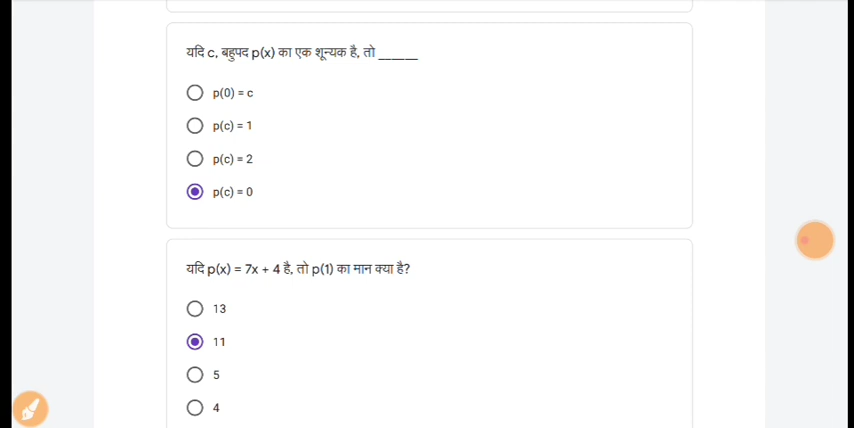 यदि c, बहुपद p(x) का एक शून्यक है, तो ______
p(0) = c
p(c) = 1
p(c) = 2
p(c) = 0
यदि p(x) = 7x + 4 है, तो p(1) का मान क्या है?
13
11
5
4